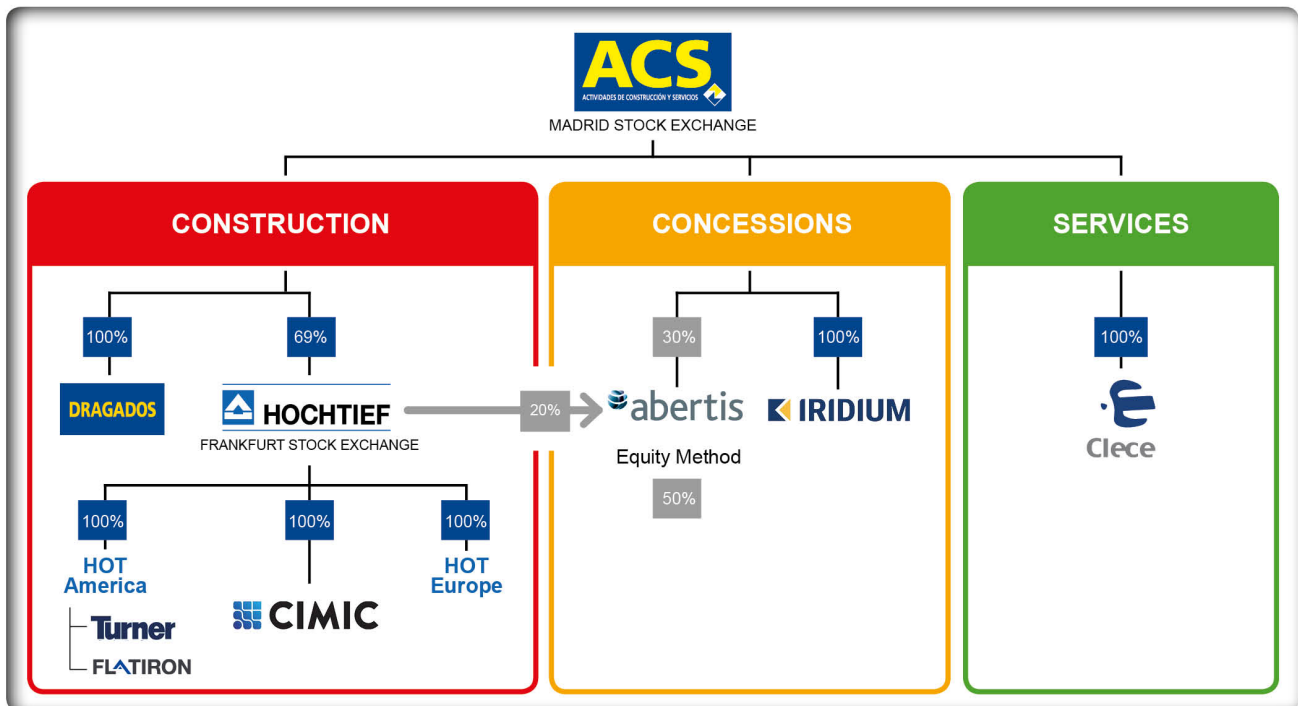 ACS
ACTIVIDADES DE CONSTRUCCIÓN Y SERVICIOS
MADRID STOCK EXCHANGE
CONSTRUCTION
CONCESSIONS
SERVICES
100%
69%
30%
100%
100%
DRAGADOS
HOCHTIEF
20%
abertis
IRIDIUM
Clece
FRANKFURT STOCK EXCHANGE
Equity Method
50%
100%
100%
100%
HOT
America
CIMIC
HOT
Europe
Turner
FLATIRON